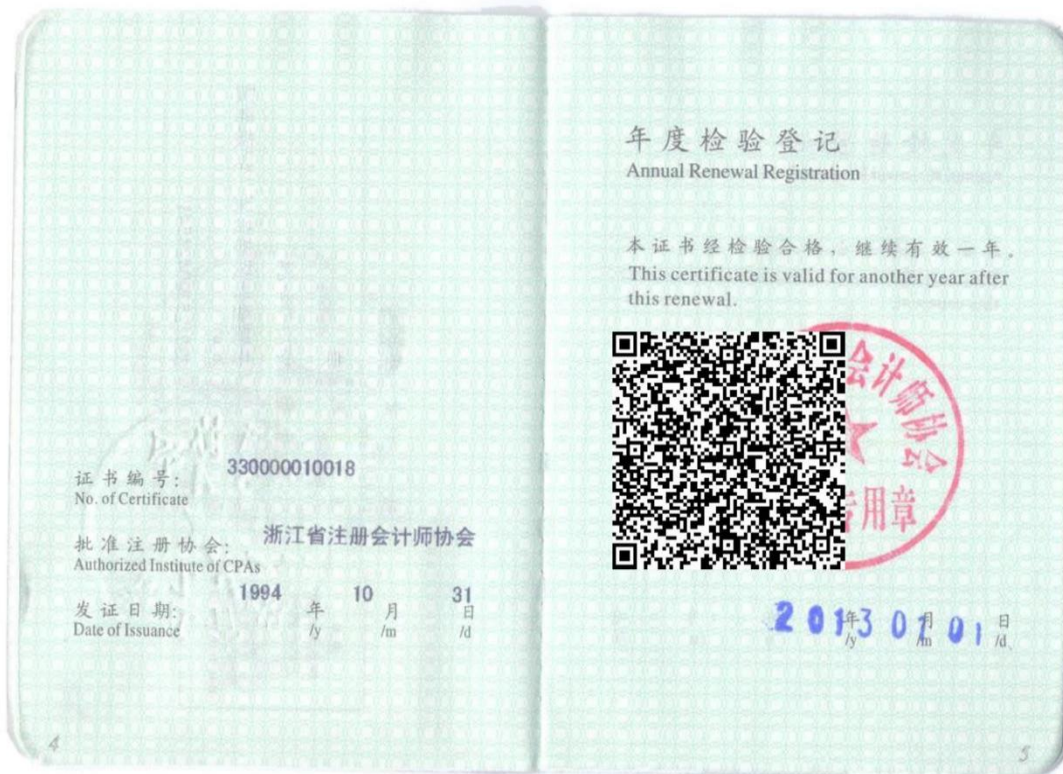 证书编号:
No. of Certificate
330000010018
批准注册协会:
Authorized Institute of CPAs
浙江省注册会计师协会
发证日期:
Date of Issuance
1994 年 10 月 31 日
/y /m /d
4
年度检验登记
Annual Renewal Registration
本证书经检验合格，继续有效一年。
This certificate is valid for another year after
this renewal.
会计师协会
专用章
年 月 日
/y /m /d
5